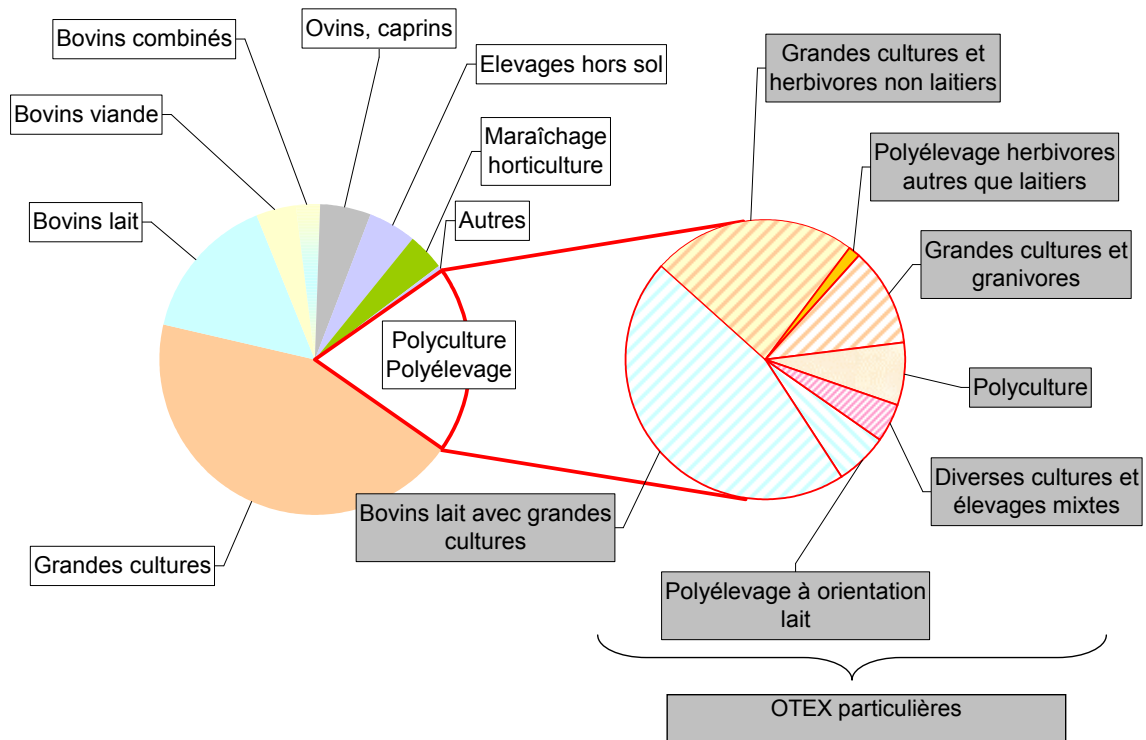 Bovins combinés
Ovins, caprins
Elevages hors sol
Bovins viande
Maraîchage
horticulture
Bovins lait
Autres
Polyculture
Polyélevage
Grandes cultures
Grandes cultures et
herbivores non laitiers
Polyélevage herbivores
autres que laitiers
Grandes cultures et
granivores
Polyculture
Diverses cultures et
élevages mixtes
Bovins lait avec grandes
cultures
Polyélevage à orientation
lait
OTEX particulières